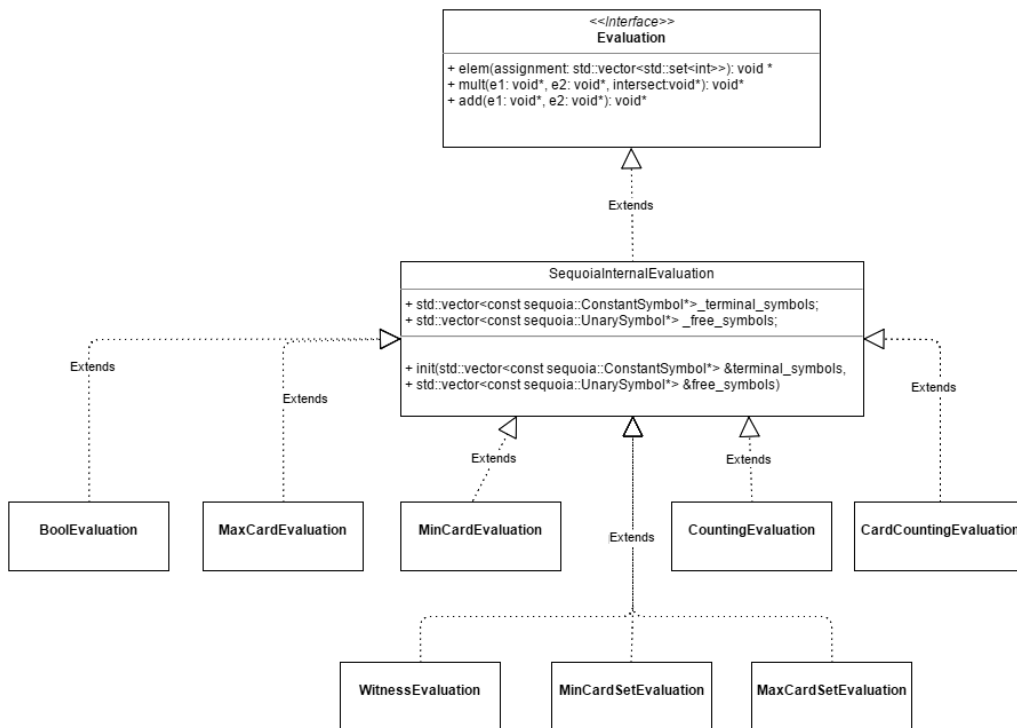 <<Interface>>
Evaluation
+ elem(assignment: std::vector<std::set<int>>): void *
+ mult(e1: void*, e2: void*, intersect:void*): void*
+ add(e1: void*, e2: void*): void*
Extends
SequoiaInternalEvaluation
+ std::vector<const sequoia::ConstantSymbol*>_terminal_symbols;
+ std::vector<const sequoia::UnarySymbol*> _free_symbols;
+ init(std::vector<const sequoia::ConstantSymbol*> &terminal_symbols,
+ std::vector<const sequoia::UnarySymbol*> &free_symbols)
Extends
Extends
Extends
Extends
Extends
BoolEvaluation
MaxCardEvaluation
MinCardEvaluation
CountingEvaluation
CardCountingEvaluation
Extends
WitnessEvaluation
MinCardSetEvaluation
MaxCardSetEvaluation